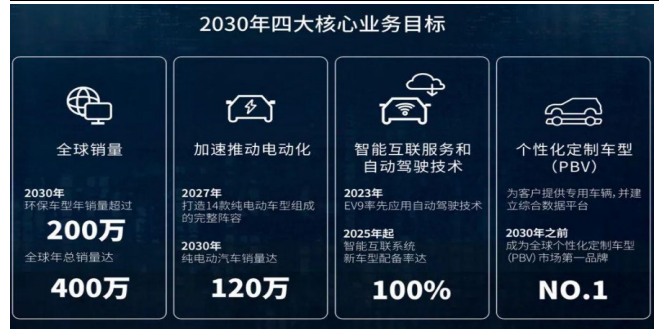 2030年四大核心业务目标
全球销量
2030年
环保车型年销量超过
200万
全球年总销量达
400万
加速推动电动化
2027年
打造14款纯电动车型组成
的完整阵容
2030年
纯电动汽车销量达
120万
智能互联服务和
自动驾驶技术
2023年
EV9率先应用自动驾驶技术
2025年起
智能互联系统
新车型配备率达
100%
个性化定制车型
(PBV)
为客户提供专用车辆,并建
立综合数据平台
2030年之前
成为全球个性化定制车型
(PBV)市场第一品牌
NO.1